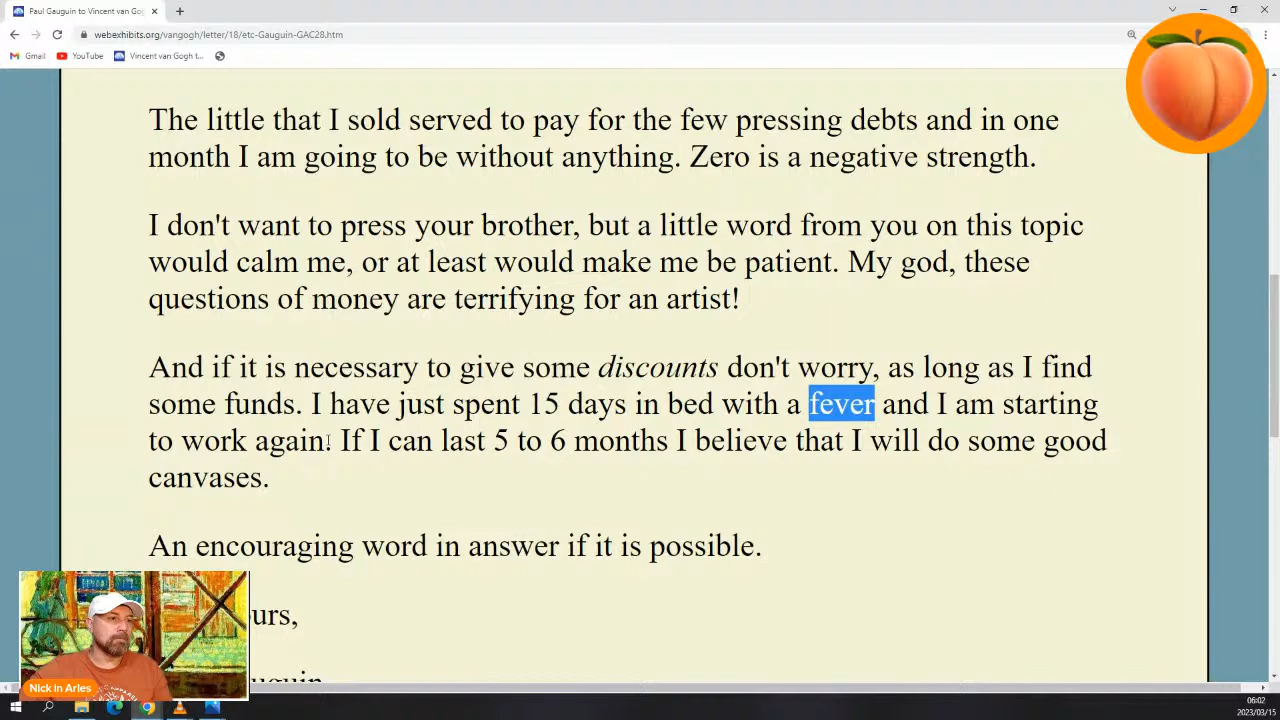 Paul Gauguin to Vincent van Go
webexhibits.org/vangogh/letter/18/etc-Gauguin-GAC28.htm
Gmail YouTube Vincent van Gogh t...
The little that I sold served to pay for the few pressing debts and in one
month I am going to be without anything. Zero is a negative strength.
I don't want to press your brother, but a little word from you on this topic
would calm me, or at least would make me be patient. My god, these
questions of money are terrifying for an artist!
And if it is necessary to give some discounts don't worry, as long as I find
some funds. I have just spent 15 days in bed with a fever and I am starting
to work again. If I can last 5 to 6 months I believe that I will do some good
canvases.
An encouraging word in answer if it is possible.
urs,
Nick in Arles
06:02
2023/03/15